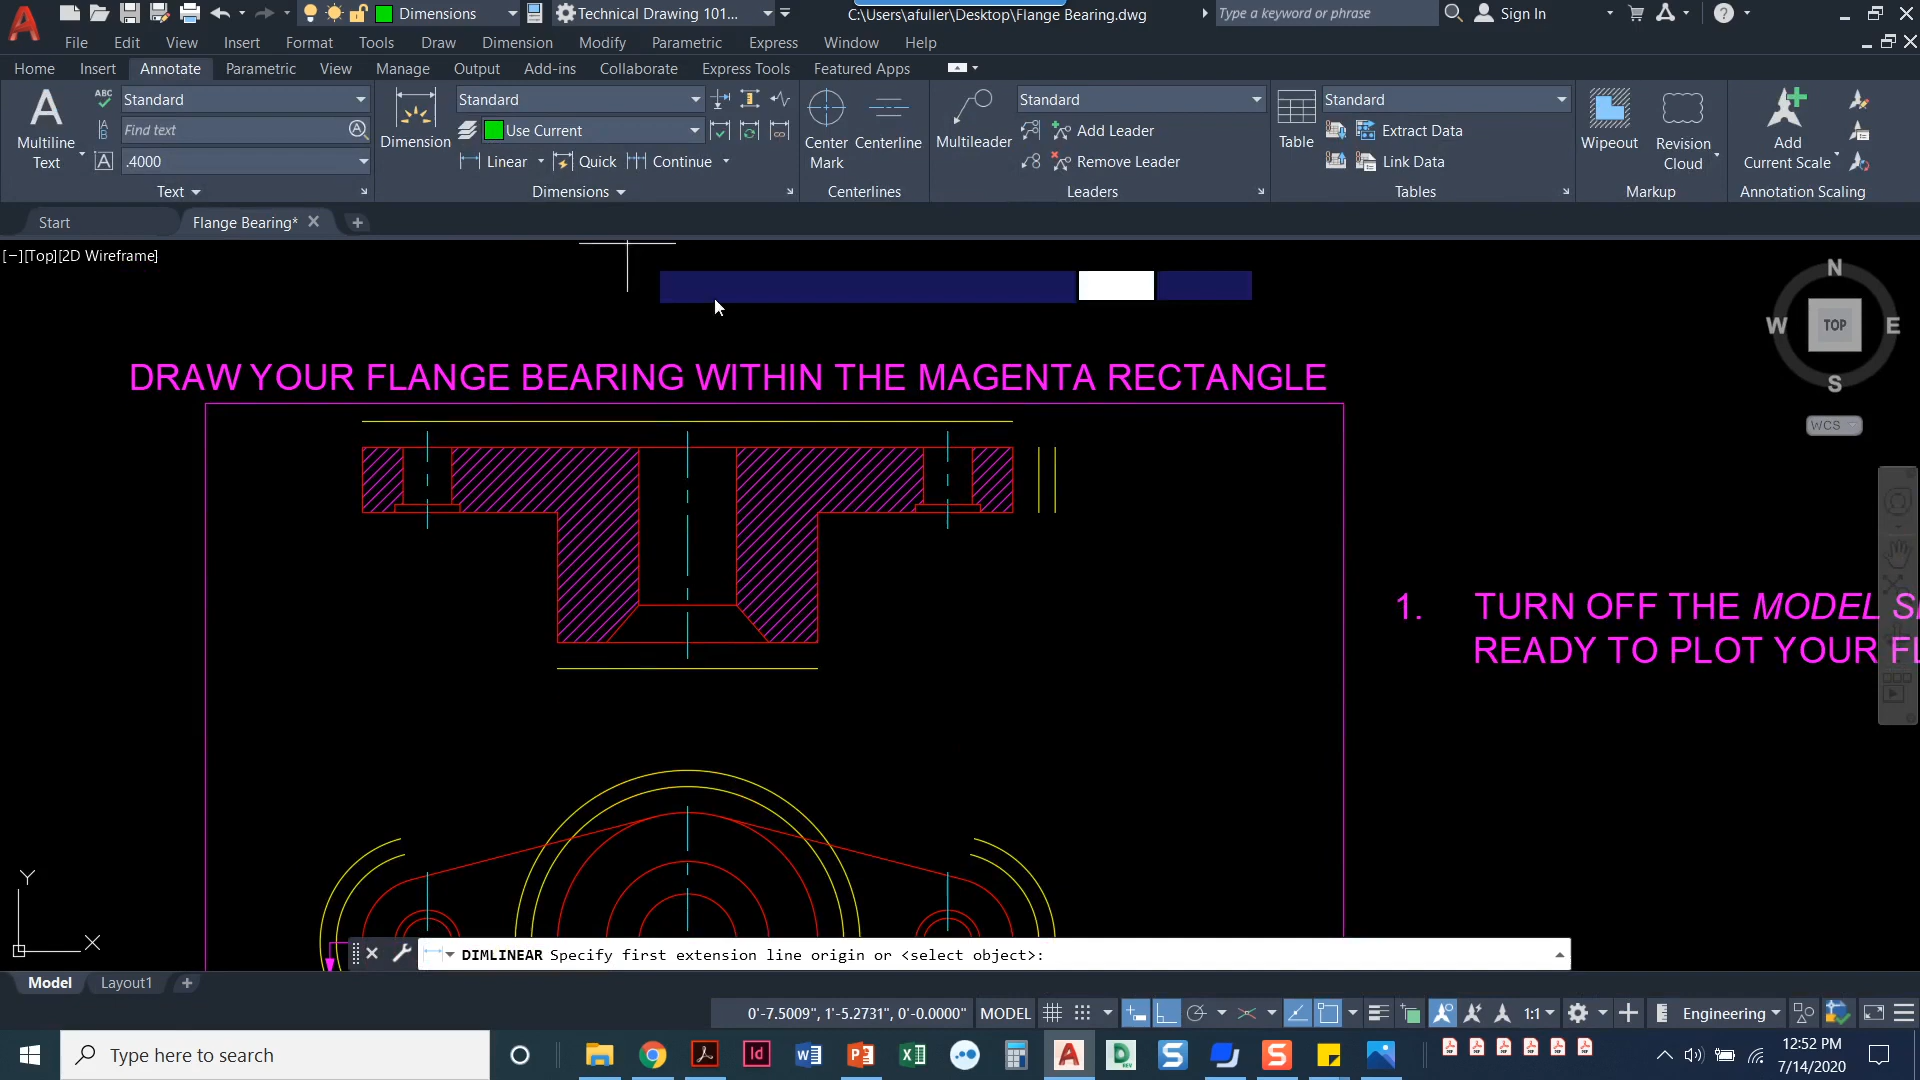 Dimensions
Technical Drawing 101...
C:\Users\afuller\Desktop\Flange Bearing.dwg
Type a keyword or phrase
Sign In
File Edit View Insert Format Tools Draw Dimension Modify Parametric Express Window Help
Home Insert Annotate Parametric View Manage Output Add-ins Collaborate Express Tools Featured Apps
A
Multiline
Text
ABC
Standard
Find text
.4000
Text
Dimension
Standard
Use Current
Linear
Quick
Continue
Dimensions
Center
Mark
Centerline
Centerlines
Multileader
Standard
Add Leader
Remove Leader
Leaders
Table
Standard
Extract Data
Link Data
Tables
Wipeout
Revision
Cloud
Markup
Add
Current Scale
Annotation Scaling
Start
Flange Bearing*
[−][Top][2D Wireframe]
N
W
TOP
E
S
WCS
DRAW YOUR FLANGE BEARING WITHIN THE MAGENTA RECTANGLE
1. TURN OFF THE MODEL S
READY TO PLOT YOUR FL
Y
X
DIMLINEAR Specify first extension line origin or <select object>:
Model
Layout1
0'-7.5009", 1'-5.2731", 0'-0.0000"
MODEL
1:1
Engineering
Type here to search
12:52 PM
7/14/2020